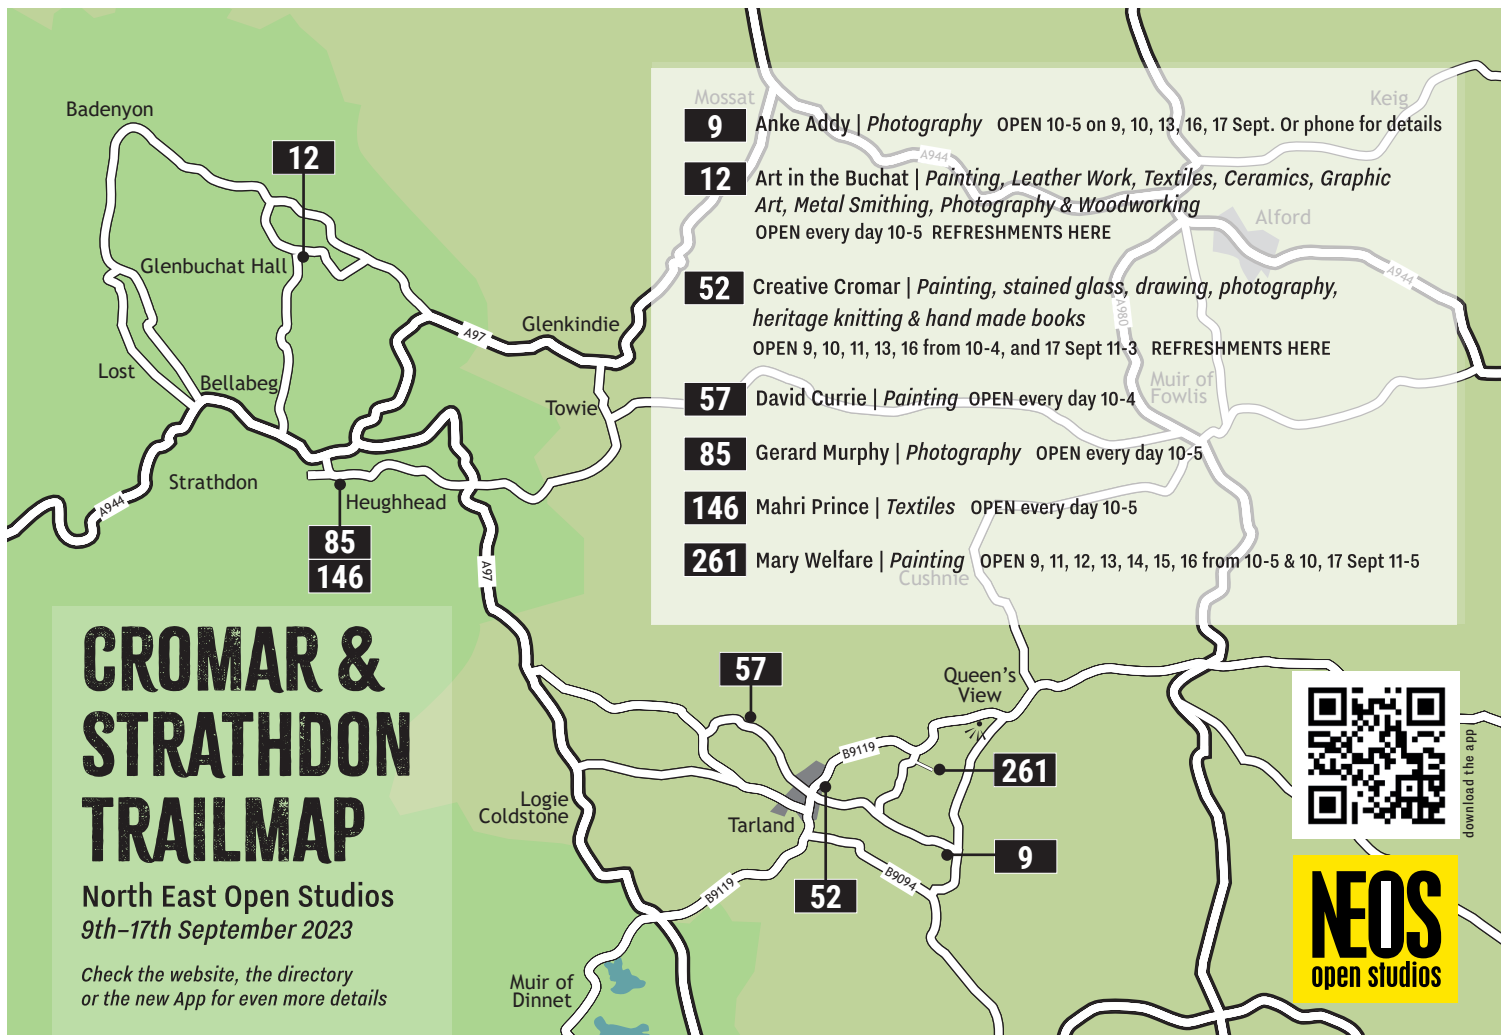 Badenyon
12
Glenbuchat Hall
Lost
Bellabeg
A97
Glenkindie
Towie
Strathdon
A944
Heughhead
85
146
A97
Mossat
Keig
A944
Alford
A944
A980
Muir of
Fowlis
Cushnie
9 Anke Addy | Photography OPEN 10-5 on 9, 10, 13, 16, 17 Sept. Or phone for details
12 Art in the Buchat | Painting, Leather Work, Textiles, Ceramics, Graphic
Art, Metal Smithing, Photography & Woodworking
OPEN every day 10-5 REFRESHMENTS HERE
52 Creative Cromar | Painting, stained glass, drawing, photography,
heritage knitting & hand made books
OPEN 9, 10, 11, 13, 16 from 10-4, and 17 Sept 11-3 REFRESHMENTS HERE
57 David Currie | Painting OPEN every day 10-4
85 Gerard Murphy | Photography OPEN every day 10-5
146 Mahri Prince | Textiles OPEN every day 10-5
261 Mary Welfare | Painting OPEN 9, 11, 12, 13, 14, 15, 16 from 10-5 & 10, 17 Sept 11-5
CROMAR &
STRATHDON
TRAILMAP
North East Open Studios
9th–17th September 2023
Check the website, the directory
or the new App for even more details
57
Queen's
View
B9119
261
Logie
Coldstone
Tarland
9
B9094
52
B9119
Muir of
Dinnet
download the app
NEOS
open studios